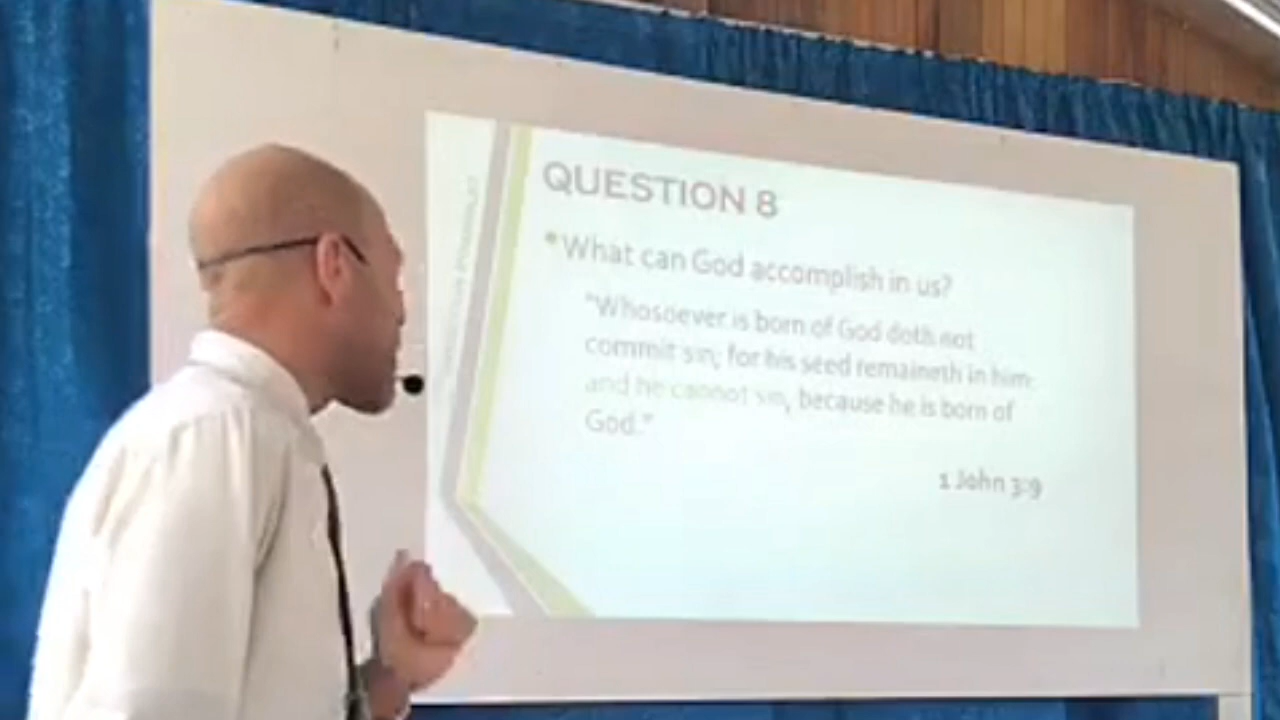 QUESTION 8
*What can God accomplish in us?
"Whosoever is born of God doth not
commit sin; for his seed remaineth in him:
and he cannot sin, because he is born of
God."
1 John 3:9